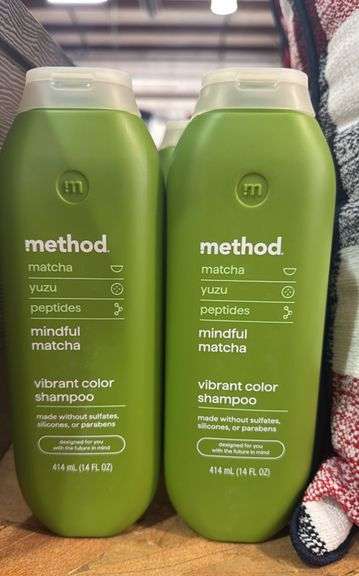 m
method.
matcha
yuzu
peptides
mindful
matcha
vibrant color
shampoo
made without sulfates,
silicones, or parabens
designed for you
with the future in mind
414 mL (14 FL OZ)
m
method.
matcha
yuzu
peptides
mindful
matcha
vibrant color
shampoo
made without sulfates,
silicones, or parabens
designed for you
with the future in mind
414 mL (14 FL OZ)